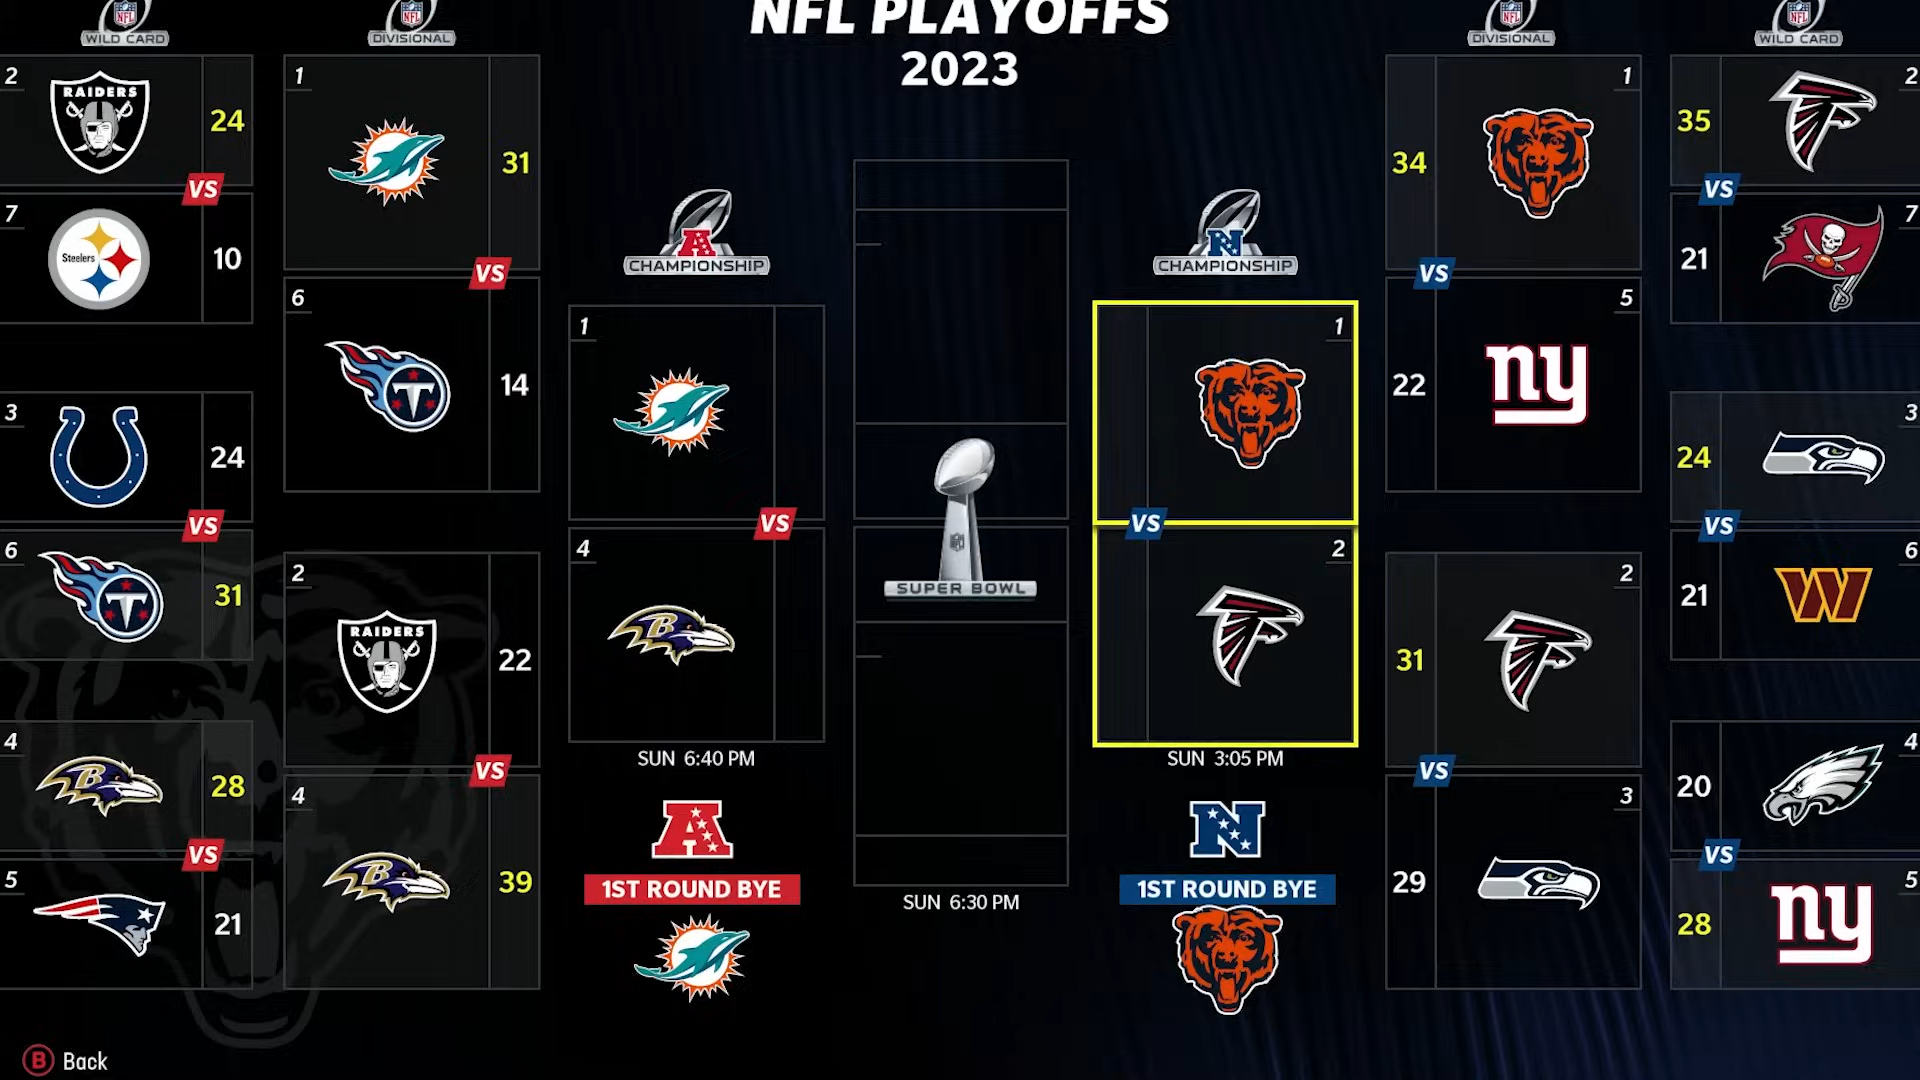 NFL PLAYOFFS
2023
WILD CARD
DIVISIONAL
DIVISIONAL
WILD CARD
2
RAIDERS
24
VS
7
Steelers
10
3
24
VS
6
T
31
4
B
28
VS
5
21
1
31
VS
6
T
14
2
RAIDERS
22
VS
4
B
39
A
CHAMPIONSHIP
1
VS
4
B
SUN 6:40 PM
A
1ST ROUND BYE
SUPER BOWL
SUN 6:30 PM
N
CHAMPIONSHIP
1
VS
2
SUN 3:05 PM
N
1ST ROUND BYE
1
34
VS
5
22
ny
2
31
VS
3
29
2
35
VS
7
21
3
24
VS
6
21
W
4
20
VS
5
28
ny
B Back